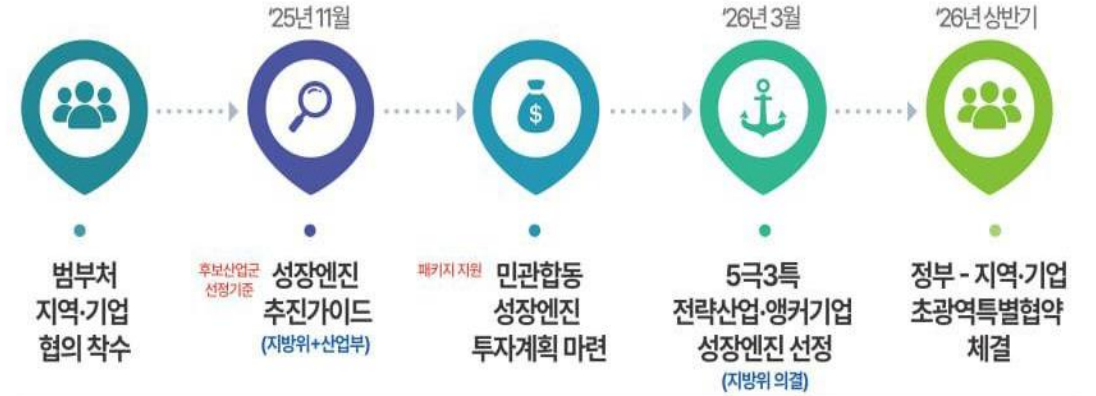 '25년 11월
'26년 3월
'26년 상반기
$
범부처
지역·기업
협의 착수
후보산업군
선정기준
성장엔진
추진가이드
(지방위+산업부)
패키지 지원
민관합동
성장엔진
투자계획 마련
5극3특
전략산업·앵커기업
성장엔진 선정
(지방위 의결)
정부 - 지역·기업
초광역특별협약
체결